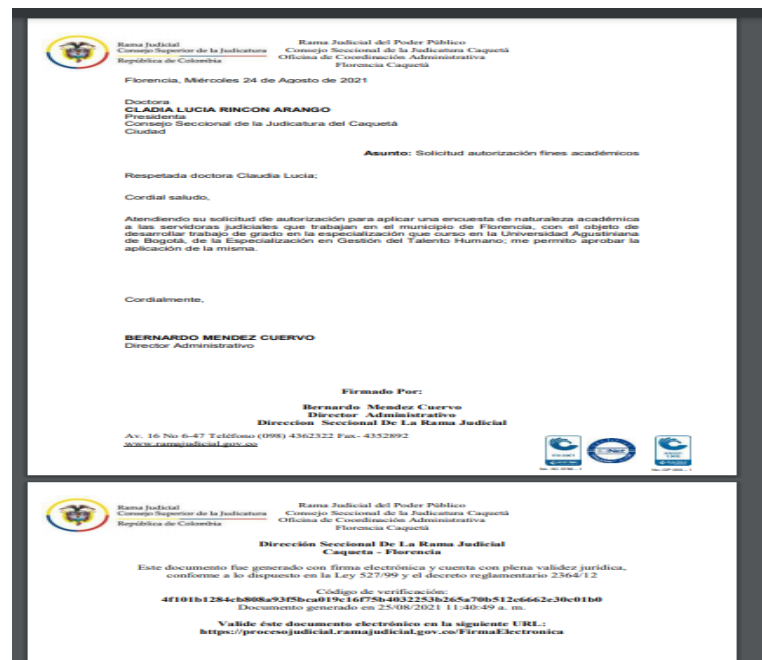 Rama Judicial
Consejo Superior de la Judicatura
República de Colombia
Rama Judicial del Poder Público
Consejo Seccional de la Judicatura Caquetá
Oficina de Coordinación Administrativa
Florencia Caquetá
Florencia, Miércoles 24 de Agosto de 2021
Doctora
CLADIA LUCIA RINCON ARANGO
Presidenta
Consejo Seccional de la Judicatura del Caquetá
Ciudad
Asunto: Solicitud autorización fines académicos
Respetada doctora Claudia Lucia;
Cordial saludo,
Atendiendo su solicitud de autorización para aplicar una encuesta de naturaleza académica
a las servidoras judiciales que trabajan en el municipio de Florencia, con el objeto de
desarrollar trabajo de grado en la especialización que curso en la Universidad Agustiniana
de Bogotá, de la Especialización en Gestión del Talento Humano; me permito aprobar la
aplicación de la misma.
Cordialmente,
BERNARDO MENDEZ CUERVO
Director Administrativo
Firmado Por:
Bernardo Mendez Cuervo
Director Administrativo
Direccion Seccional De La Rama Judicial
Av. 16 No 6-47 Teléfono (098) 4362322 Fax- 4352892
www.ramajudicial.gov.co
Rama Judicial
Consejo Superior de la Judicatura
República de Colombia
Rama Judicial del Poder Público
Consejo Seccional de la Judicatura Caquetá
Oficina de Coordinación Administrativa
Florencia Caquetá
Dirección Seccional De La Rama Judicial
Caqueta - Florencia
Este documento fue generado con firma electrónica y cuenta con plena validez jurídica,
conforme a lo dispuesto en la Ley 527/99 y el decreto reglamentario 2364/12
Código de verificación:
4f101b1284cb808a93f5bca019c16f75b4032253b265a70b512c6662e30c01b0
Documento generado en 25/08/2021 11:40:49 a. m.
Valide éste documento electrónico en la siguiente URL:
https://procesojudicial.ramajudicial.gov.co/FirmaElectronica